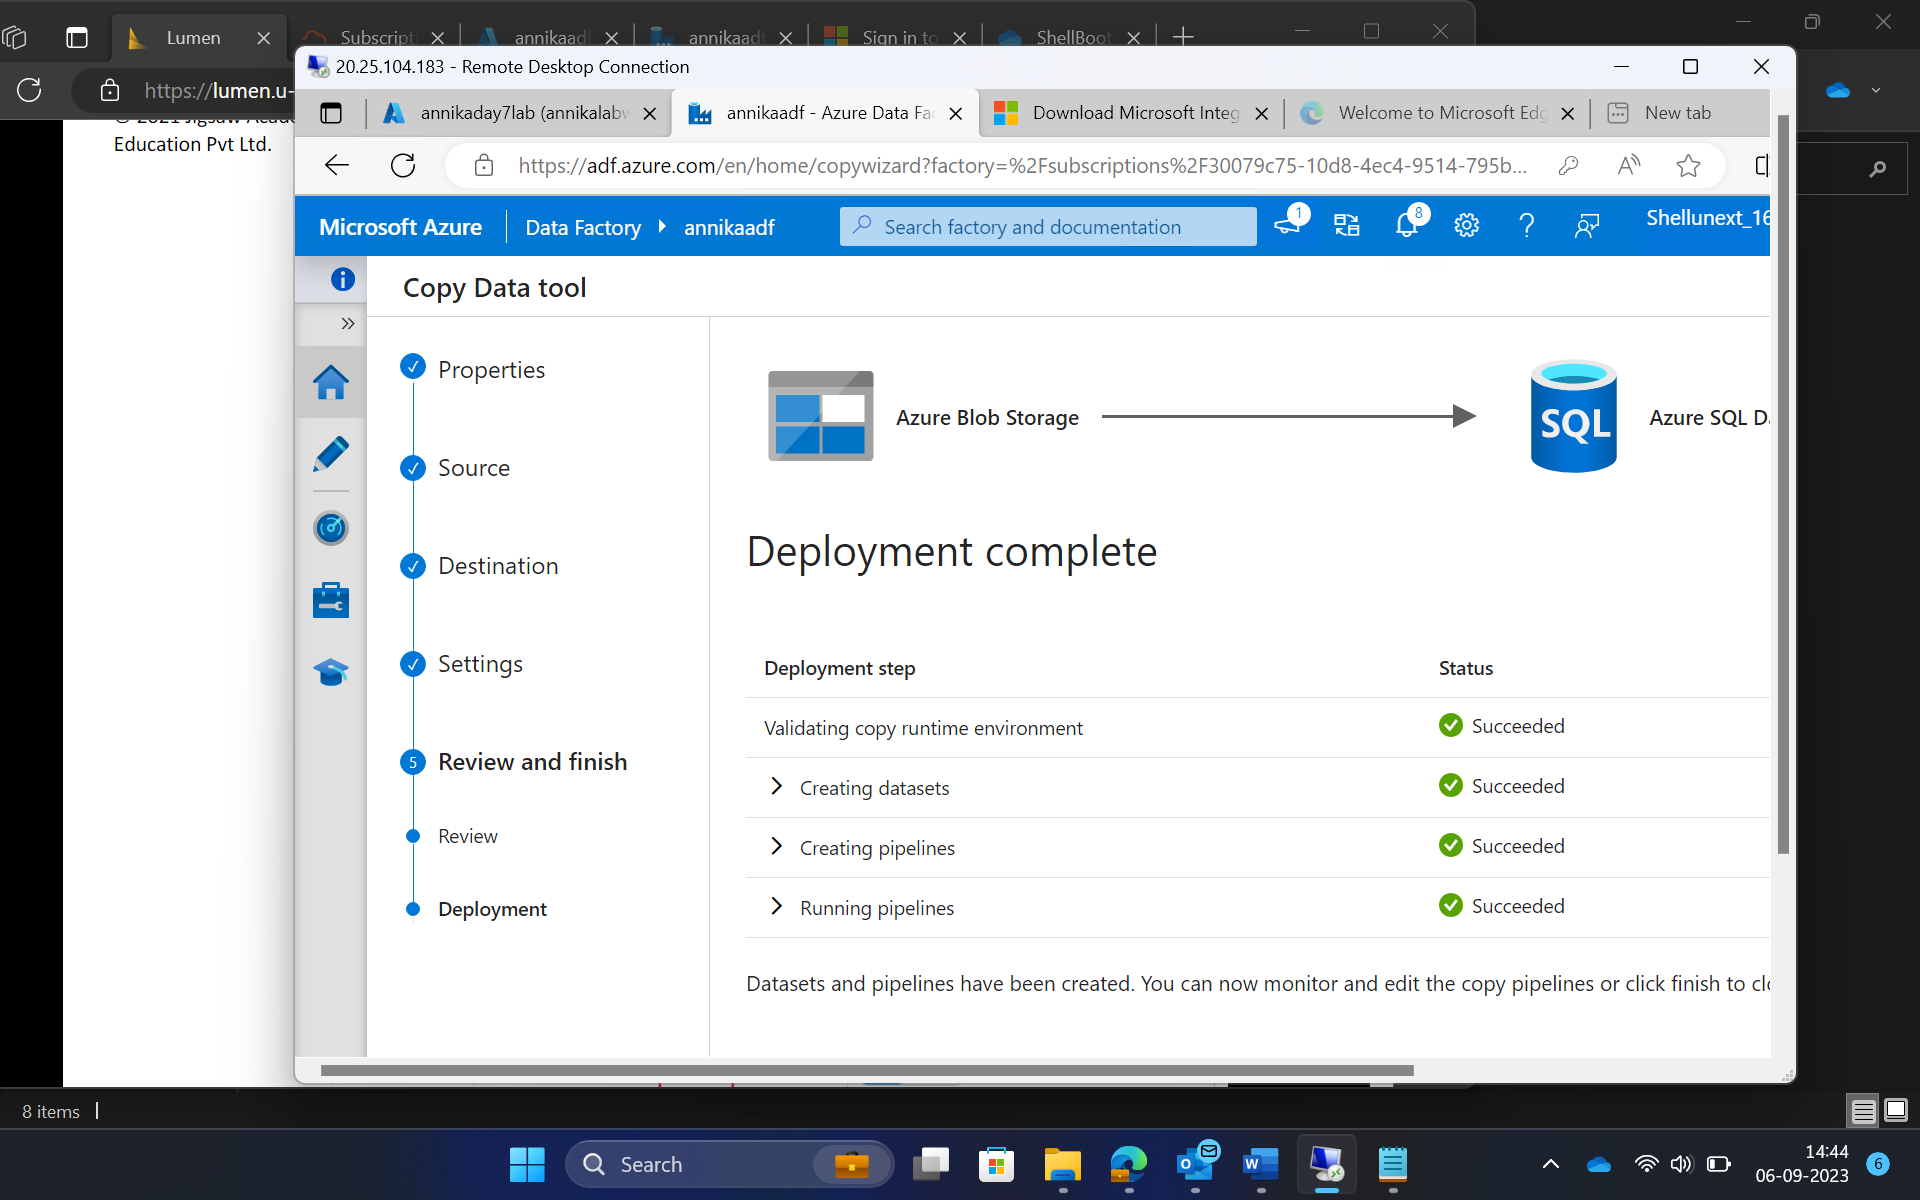 Lumen
Subscripti
annikaadf
annikaadf
Sign in to
ShellBoot
https://lumen.u-
Education Pvt Ltd.
20.25.104.183 - Remote Desktop Connection
annikaday7lab (annikalabw
annikaadf - Azure Data Fac
Download Microsoft Integ
Welcome to Microsoft Edg
New tab
https://adf.azure.com/en/home/copywizard?factory=%2Fsubscriptions%2F30079c75-10d8-4ec4-9514-795b...
Microsoft Azure
Data Factory
annikaadf
Search factory and documentation
1
8
Shellunext_16
Copy Data tool
Properties
Source
Destination
Settings
5
Review and finish
Review
Deployment
Azure Blob Storage
SQL
Azure SQL Da
Deployment complete
Deployment step
Status
Validating copy runtime environment
Succeeded
Creating datasets
Succeeded
Creating pipelines
Succeeded
Running pipelines
Succeeded
Datasets and pipelines have been created. You can now monitor and edit the copy pipelines or click finish to clo
8 items
Search
14:44
06-09-2023
6